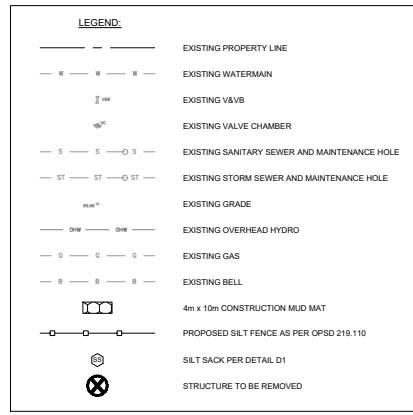 LEGEND:
EXISTING PROPERTY LINE
W W W EXISTING WATERMAIN
V&VB EXISTING V&VB
VC EXISTING VALVE CHAMBER
S S S EXISTING SANITARY SEWER AND MAINTENANCE HOLE
ST ST ST EXISTING STORM SEWER AND MAINTENANCE HOLE
EXISTING GRADE
OHW OHW EXISTING OVERHEAD HYDRO
G G G EXISTING GAS
B B B EXISTING BELL
4m x 10m CONSTRUCTION MUD MAT
PROPOSED SILT FENCE AS PER OPSD 219.110
SS SILT SACK PER DETAIL D1
STRUCTURE TO BE REMOVED